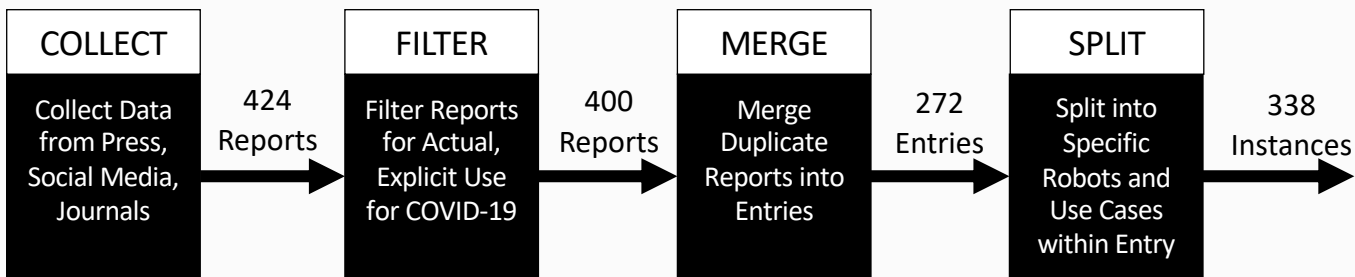 COLLECT
Collect Data
from Press,
Social Media,
Journals
424
Reports
FILTER
Filter Reports
for Actual,
Explicit Use
for COVID-19
400
Reports
MERGE
Merge
Duplicate
Reports into
Entries
272
Entries
SPLIT
Split into
Specific
Robots and
Use Cases
within Entry
338
Instances